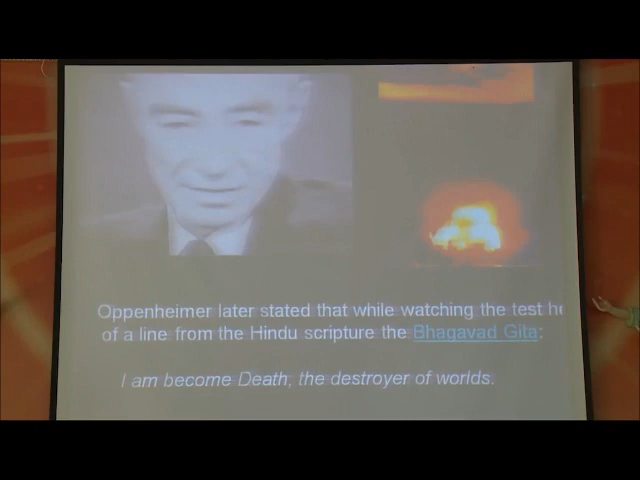 Oppenheimer later stated that while watching the test he
of a line from the Hindu scripture the Bhagavad Gita:
I am become Death, the destroyer of worlds.